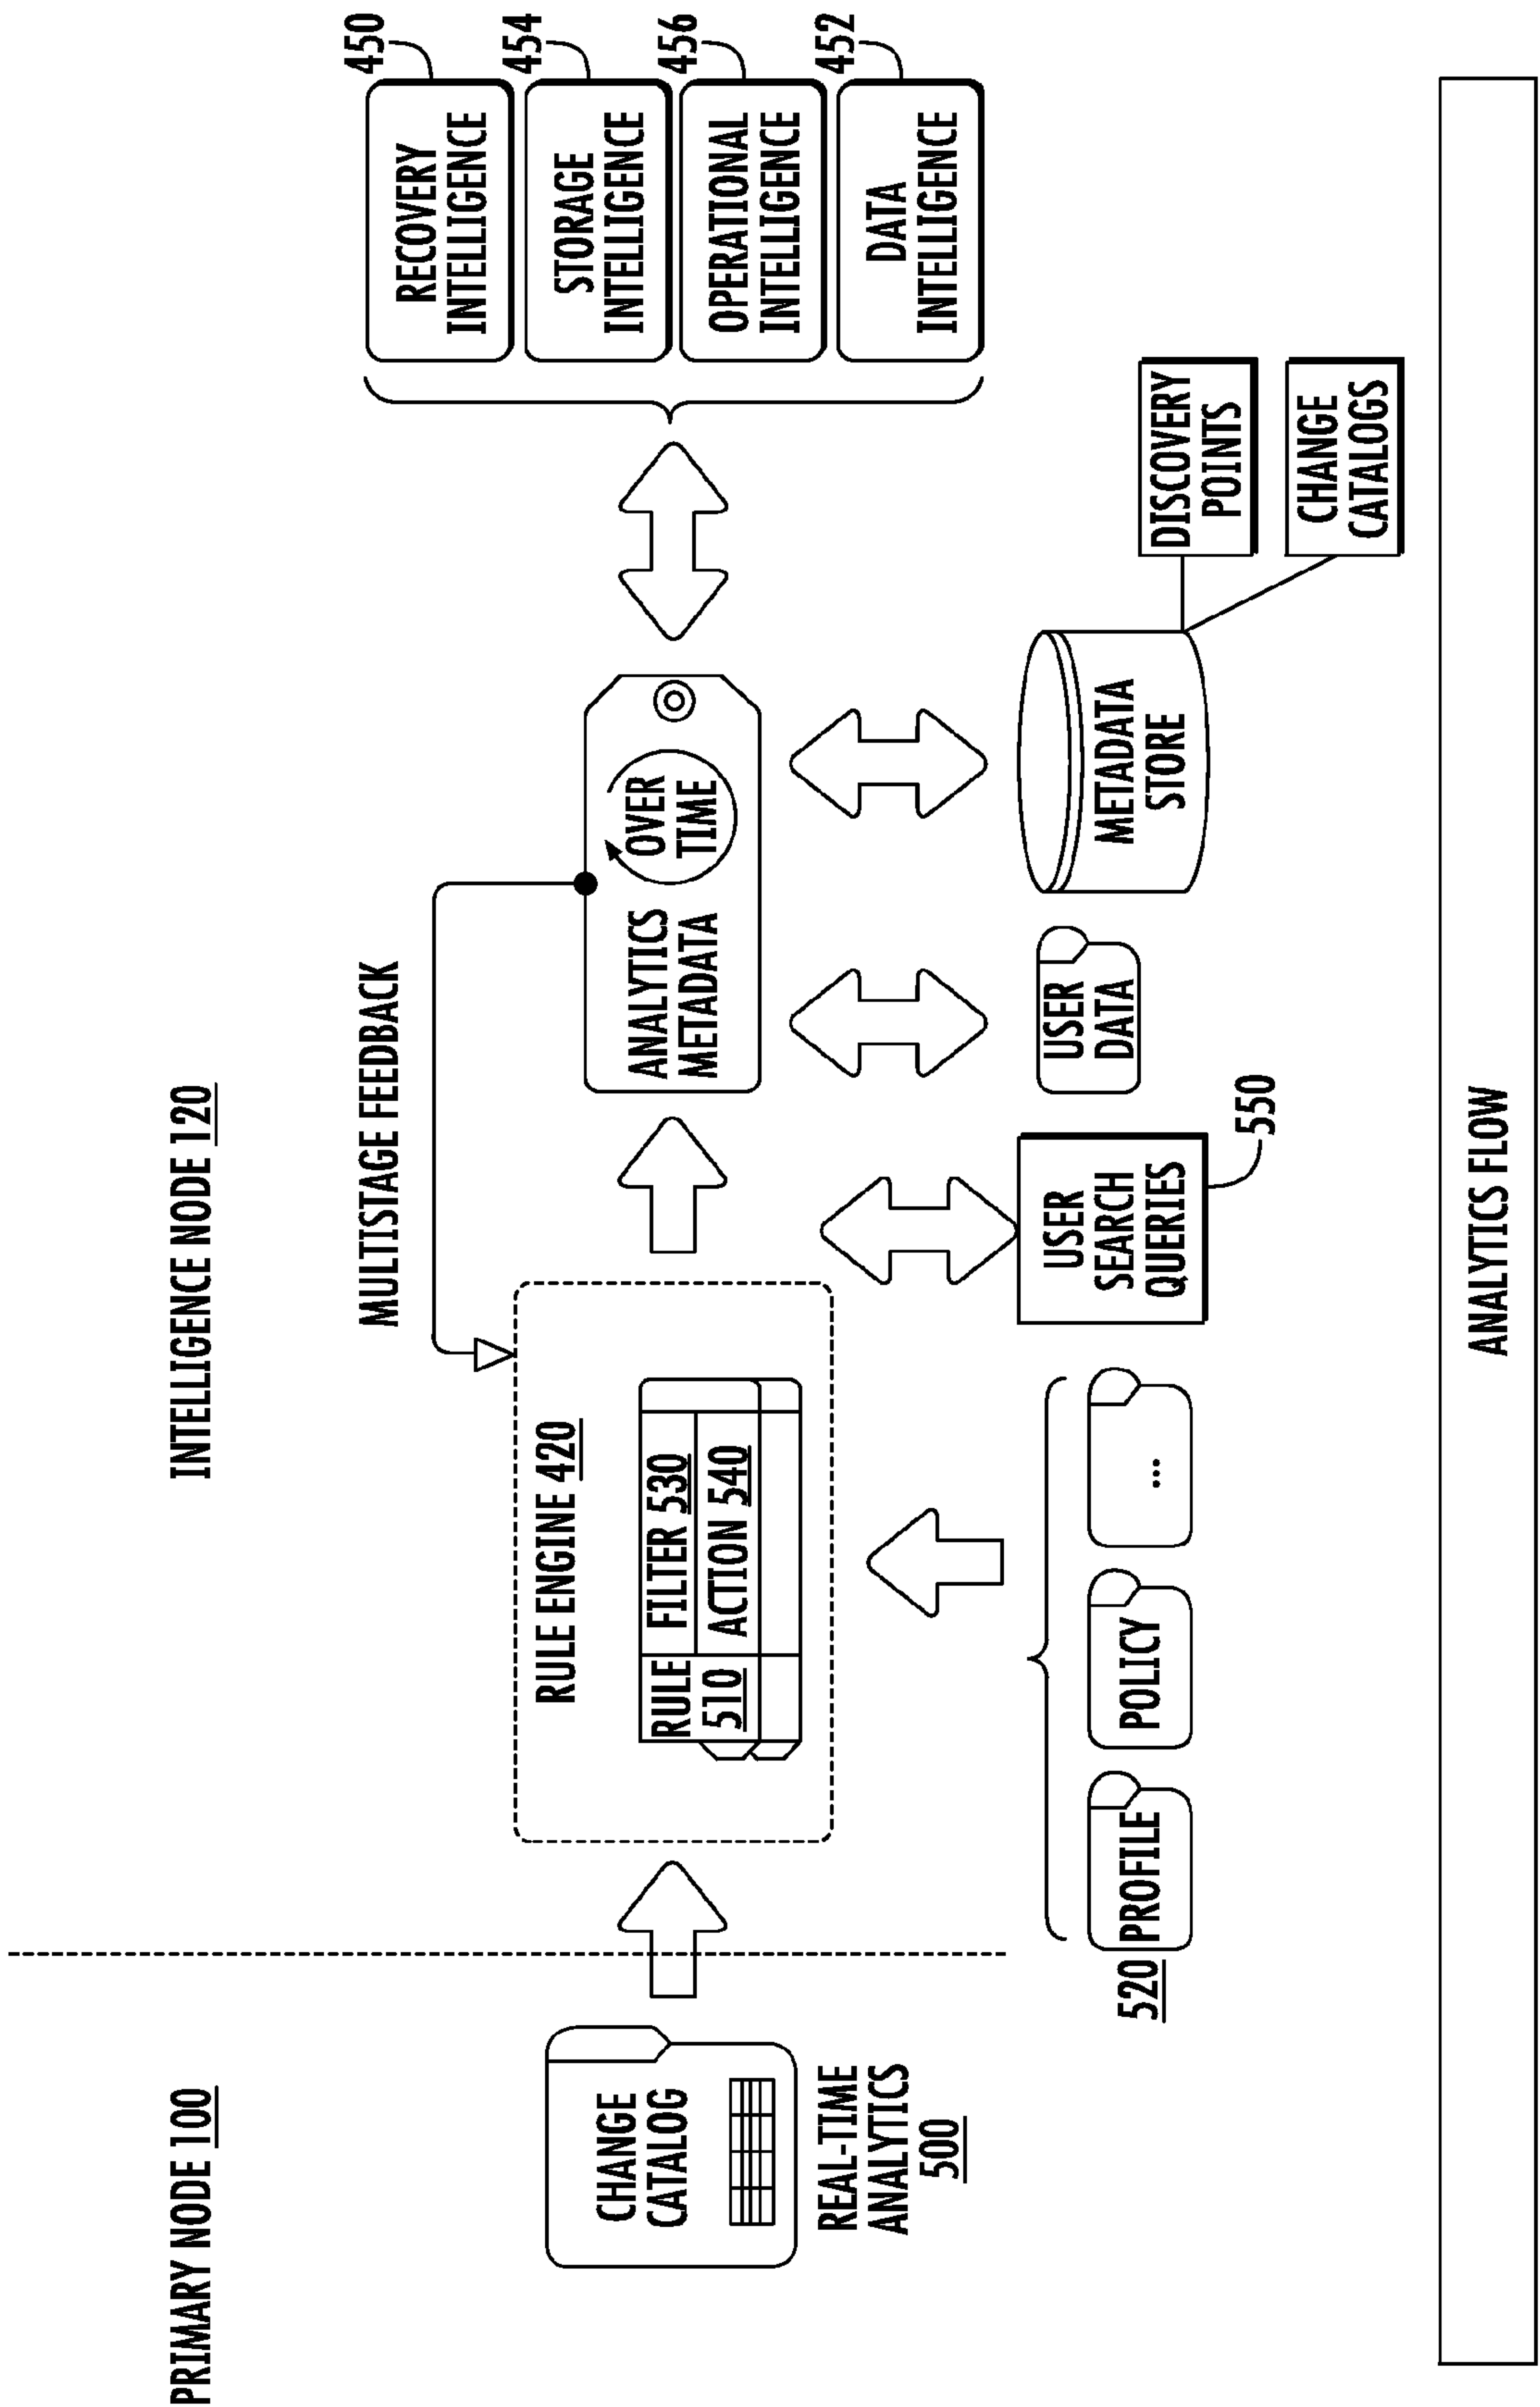 PRIMARY NODE 100
INTELLIGENCE NODE 120
MULTISTAGE FEEDBACK
CHANGE
CATALOG
REAL-TIME
ANALYTICS
500
RULE ENGINE 420
RULE
510
FILTER 530
ACTION 540
ANALYTICS
METADATA
OVER
TIME
RECOVERY
INTELLIGENCE
450
STORAGE
INTELLIGENCE
454
OPERATIONAL
INTELLIGENCE
456
DATA
INTELLIGENCE
452
520
PROFILE
POLICY
...
USER
SEARCH
QUERIES
550
USER
DATA
METADATA
STORE
DISCOVERY
POINTS
CHANGE
CATALOGS
ANALYTICS FLOW